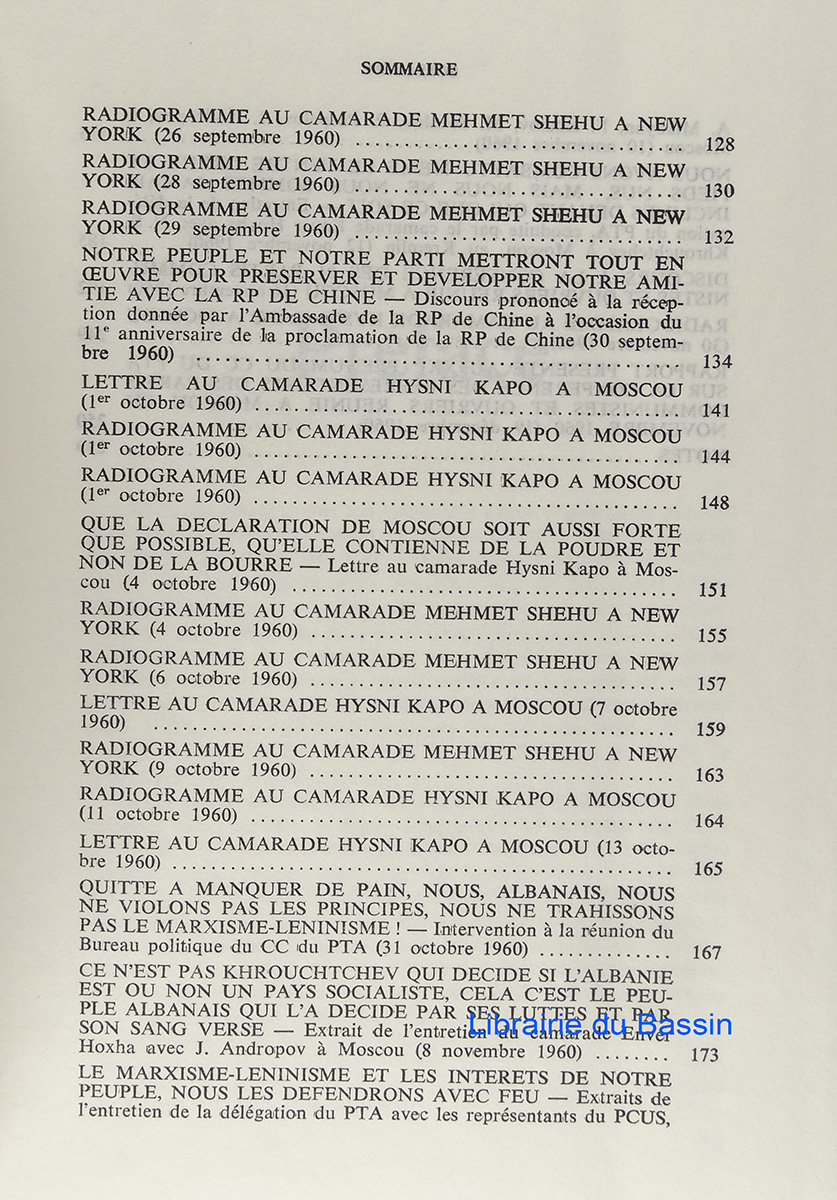 SOMMAIRE
RADIOGRAMME AU CAMARADE MEHMET SHEHU A NEW
YORK (26 septembre 1960) .................................. 128
RADIOGRAMME AU CAMARADE MEHMET SHEHU A NEW
YORK (28 septembre 1960) .................................. 130
RADIOGRAMME AU CAMARADE MEHMET SHEHU A NEW
YORK (29 septembre 1960) .................................. 132
NOTRE PEUPLE ET NOTRE PARTI METTRONT TOUT EN
ŒUVRE POUR PRESERVER ET DEVELOPPER NOTRE AMI-
TIE AVEC LA RP DE CHINE — Discours prononcé à la récep-
tion donnée par l'Ambassade de la RP de Chine à l'occasion du
11e anniversaire de la proclamation de la RP de Chine (30 septem-
bre 1960) .................................................. 134
LETTRE AU CAMARADE HYSNI KAPO A MOSCOU
(1er octobre 1960) ............................................ 141
RADIOGRAMME AU CAMARADE HYSNI KAPO A MOSCOU
(1er octobre 1960) ............................................ 144
RADIOGRAMME AU CAMARADE HYSNI KAPO A MOSCOU
(1er octobre 1960) ............................................ 148
QUE LA DECLARATION DE MOSCOU SOIT AUSSI FORTE
QUE POSSIBLE, QU'ELLE CONTIENNE DE LA POUDRE ET
NON DE LA BOURRE — Lettre au camarade Hysni Kapo à Mos-
cou (4 octobre 1960) ........................................ 151
RADIOGRAMME AU CAMARADE MEHMET SHEHU A NEW
YORK (4 octobre 1960) ...................................... 155
RADIOGRAMME AU CAMARADE MEHMET SHEHU A NEW
YORK (6 octobre 1960) ...................................... 157
LETTRE AU CAMARADE HYSNI KAPO A MOSCOU (7 octobre
1960) ...................................................... 159
RADIOGRAMME AU CAMARADE MEHMET SHEHU A NEW
YORK (9 octobre 1960) ...................................... 163
RADIOGRAMME AU CAMARADE HYSNI KAPO A MOSCOU
(11 octobre 1960) ............................................ 164
LETTRE AU CAMARADE HYSNI KAPO A MOSCOU (13 octo-
bre 1960) .................................................... 165
QUITTE A MANQUER DE PAIN, NOUS, ALBANAIS, NOUS
NE VIOLONS PAS LES PRINCIPES, NOUS NE TRAHISSONS
PAS LE MARXISME-LENINISME ! — Intervention à la réunion du
Bureau politique du CC du PTA (31 octobre 1960) .............. 167
CE N'EST PAS KHROUCHTCHEV QUI DECIDE SI L'ALBANIE
EST OU NON UN PAYS SOCIALISTE, CELA C'EST LE PEU-
PLE ALBANAIS QUI L'A DECIDE PAR SES LUTTES ET PAR
SON SANG VERSE — Extrait de l'entretien du camarade Enver
Librairie du Bassin
Hoxha avec J. Andropov à Moscou (8 novembre 1960) ........ 173
LE MARXISME-LENINISME ET LES INTERETS DE NOTRE
PEUPLE, NOUS LES DEFENDRONS AVEC FEU — Extraits de
l'entretien de la délégation du PTA avec les représentants du PCUS,